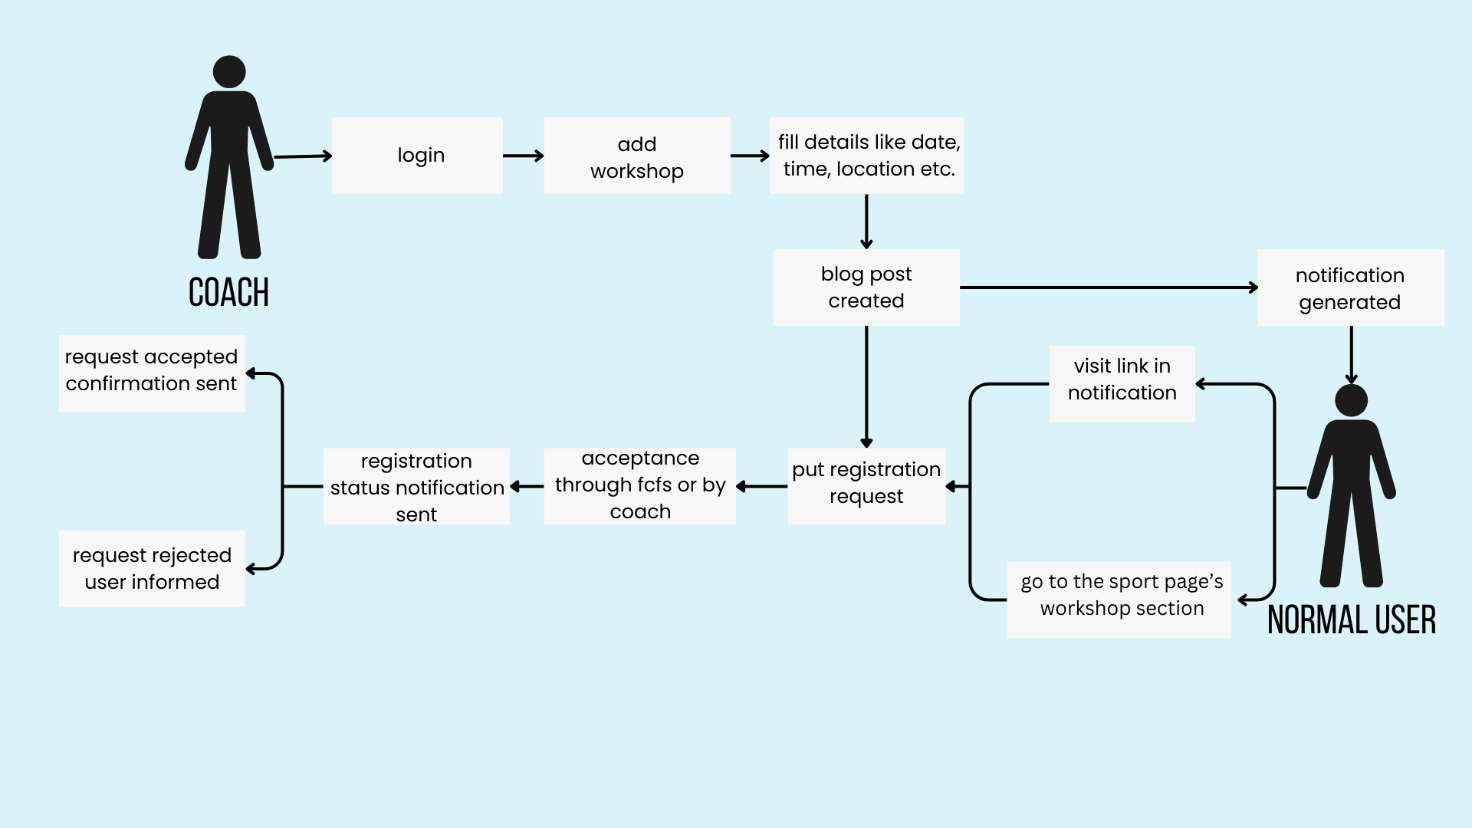 login
add
workshop
fill details like date,
time, location etc.
COACH
blog post
created
notification
generated
request accepted
confirmation sent
visit link in
notification
registration
status notification
sent
acceptance
through fcfs or by
coach
put registration
request
request rejected
user informed
go to the sport page’s
workshop section
NORMAL USER